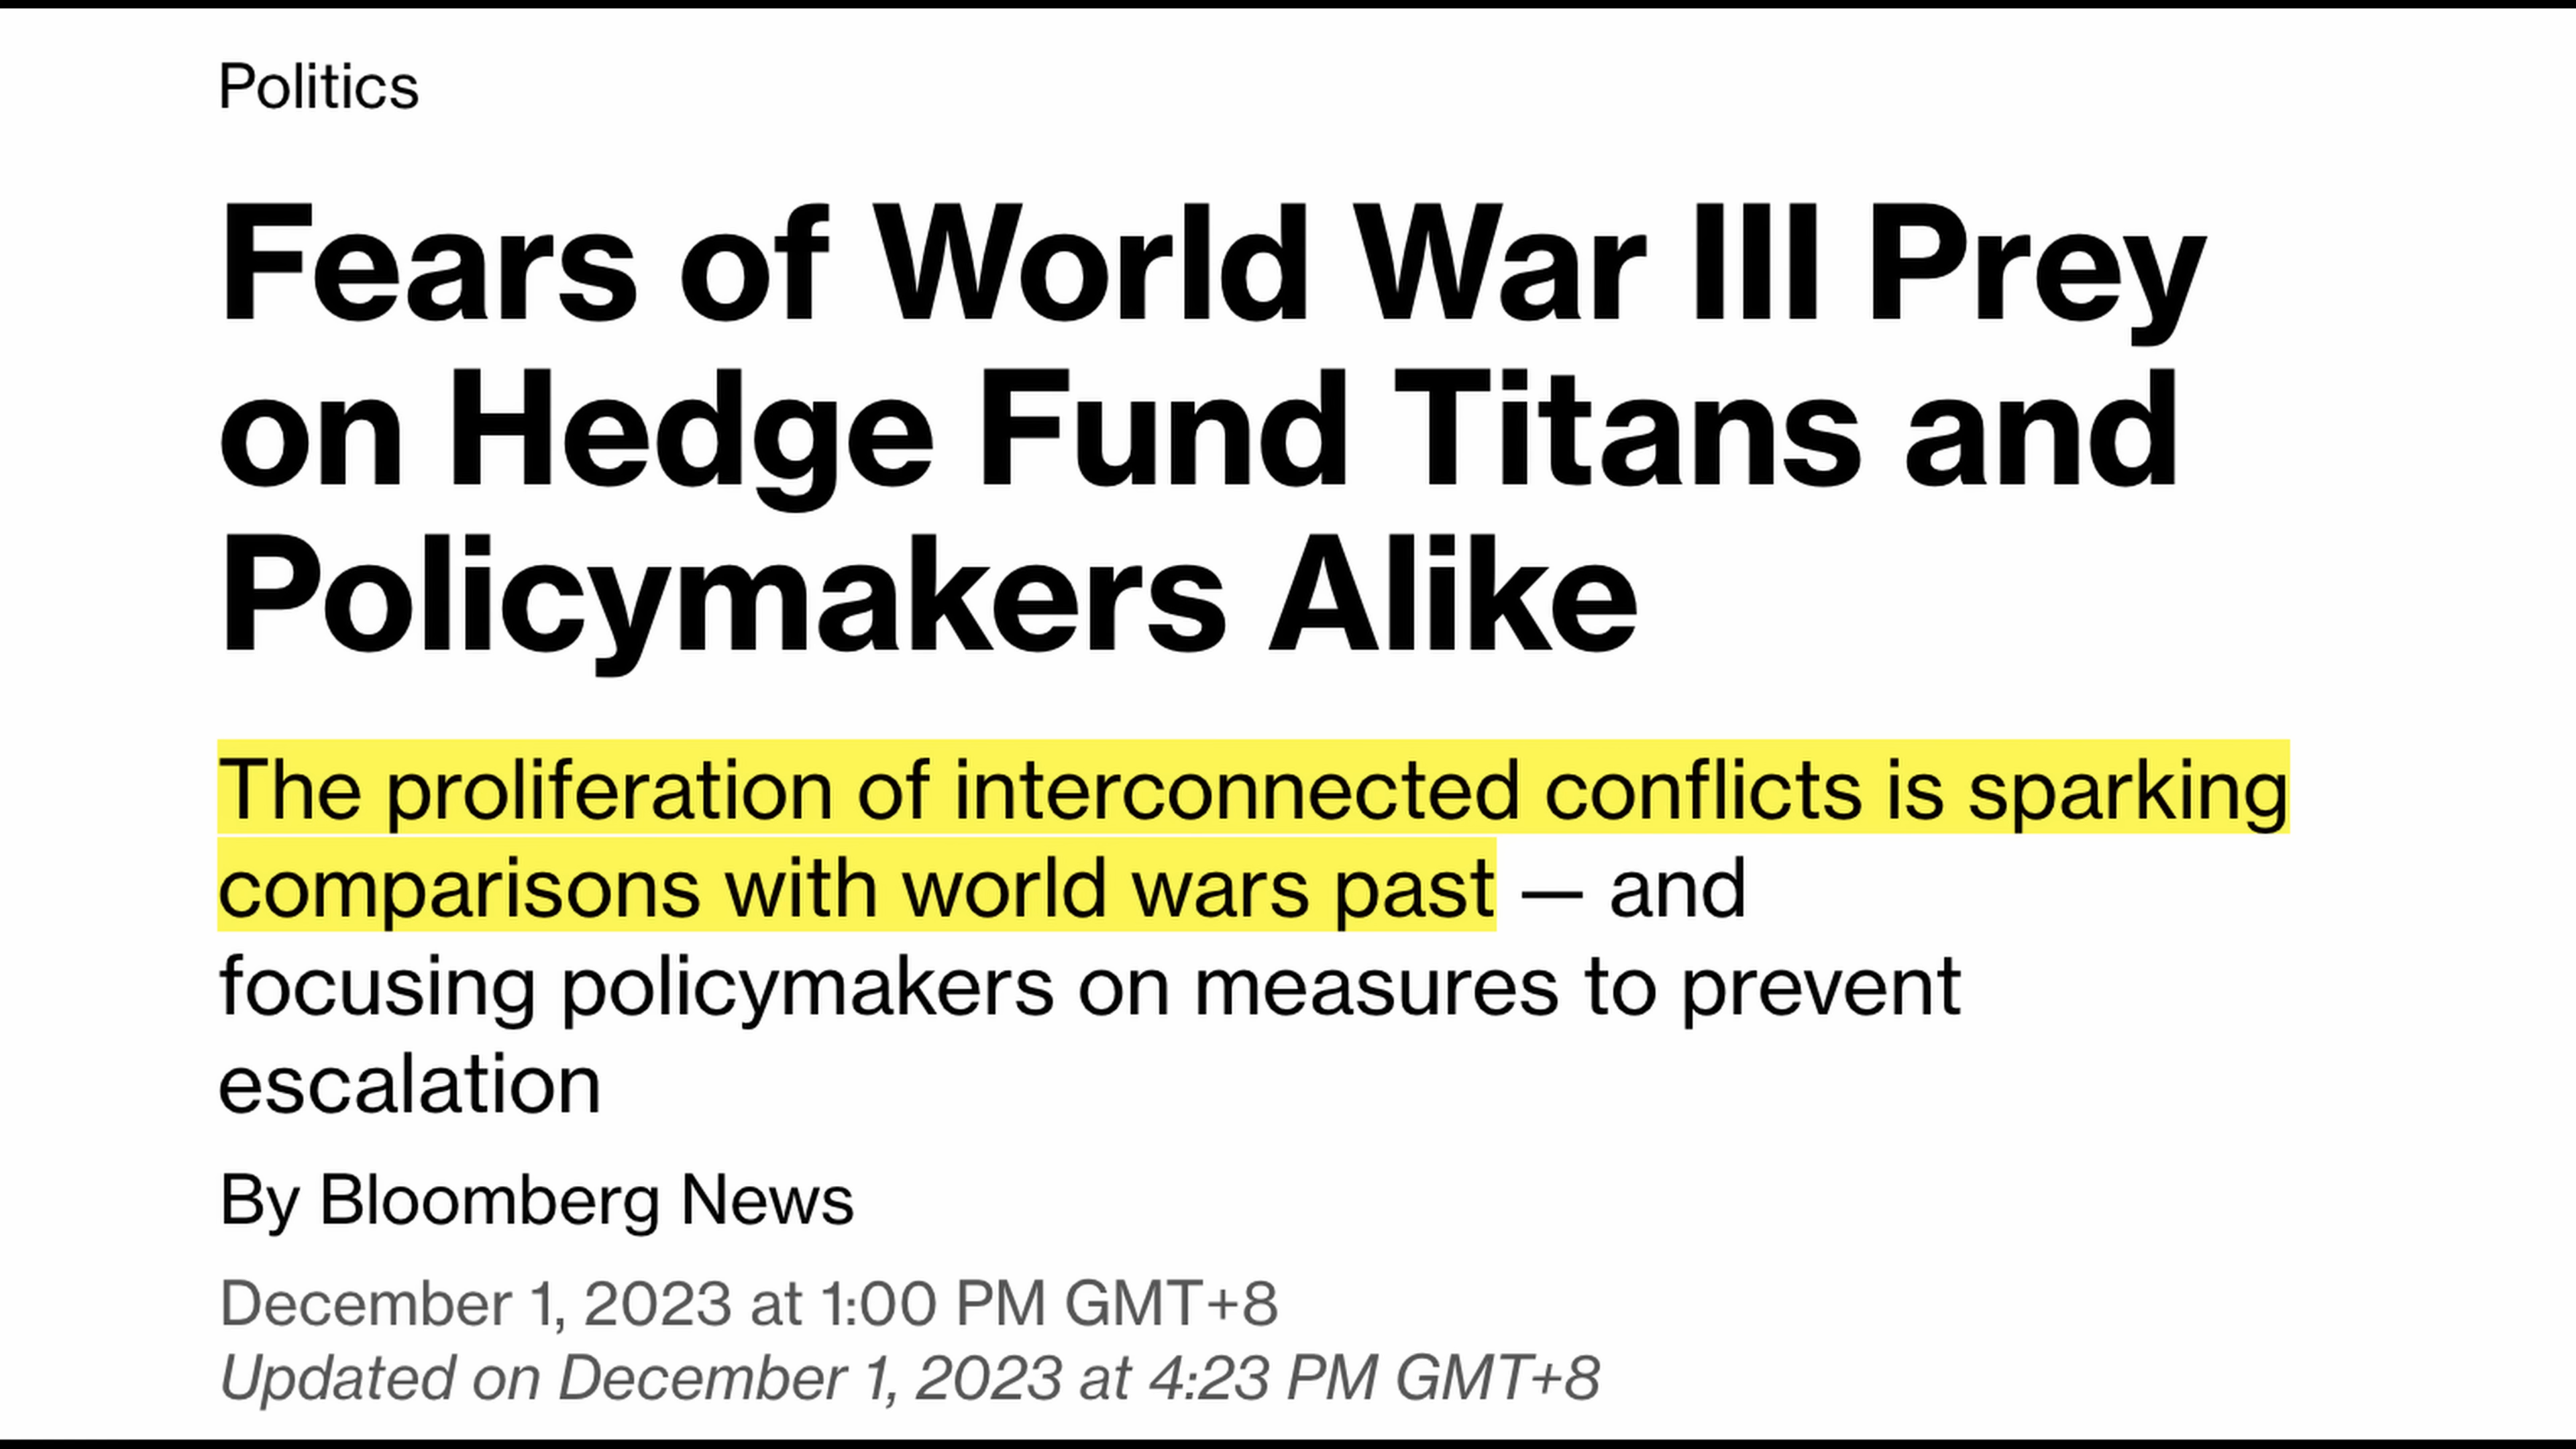 Politics
Fears of World War III Prey
on Hedge Fund Titans and
Policymakers Alike
The proliferation of interconnected conflicts is sparking
comparisons with world wars past — and
focusing policymakers on measures to prevent
escalation
By Bloomberg News
December 1, 2023 at 1:00 PM GMT+8
Updated on December 1, 2023 at 4:23 PM GMT+8